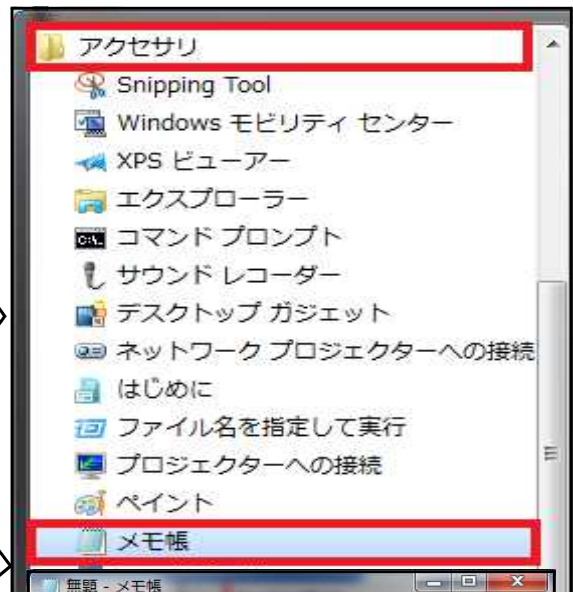 アクセサリ
Snipping Tool
Windows モビリティ センター
XPS ビューアー
エクスプローラー
コマンド プロンプト
サウンド レコーダー
デスクトップ ガジェット
ネットワーク プロジェクターへの接続
はじめに
ファイル名を指定して実行
プロジェクターへの接続
ペイント
メモ帳
無題 - メモ帳